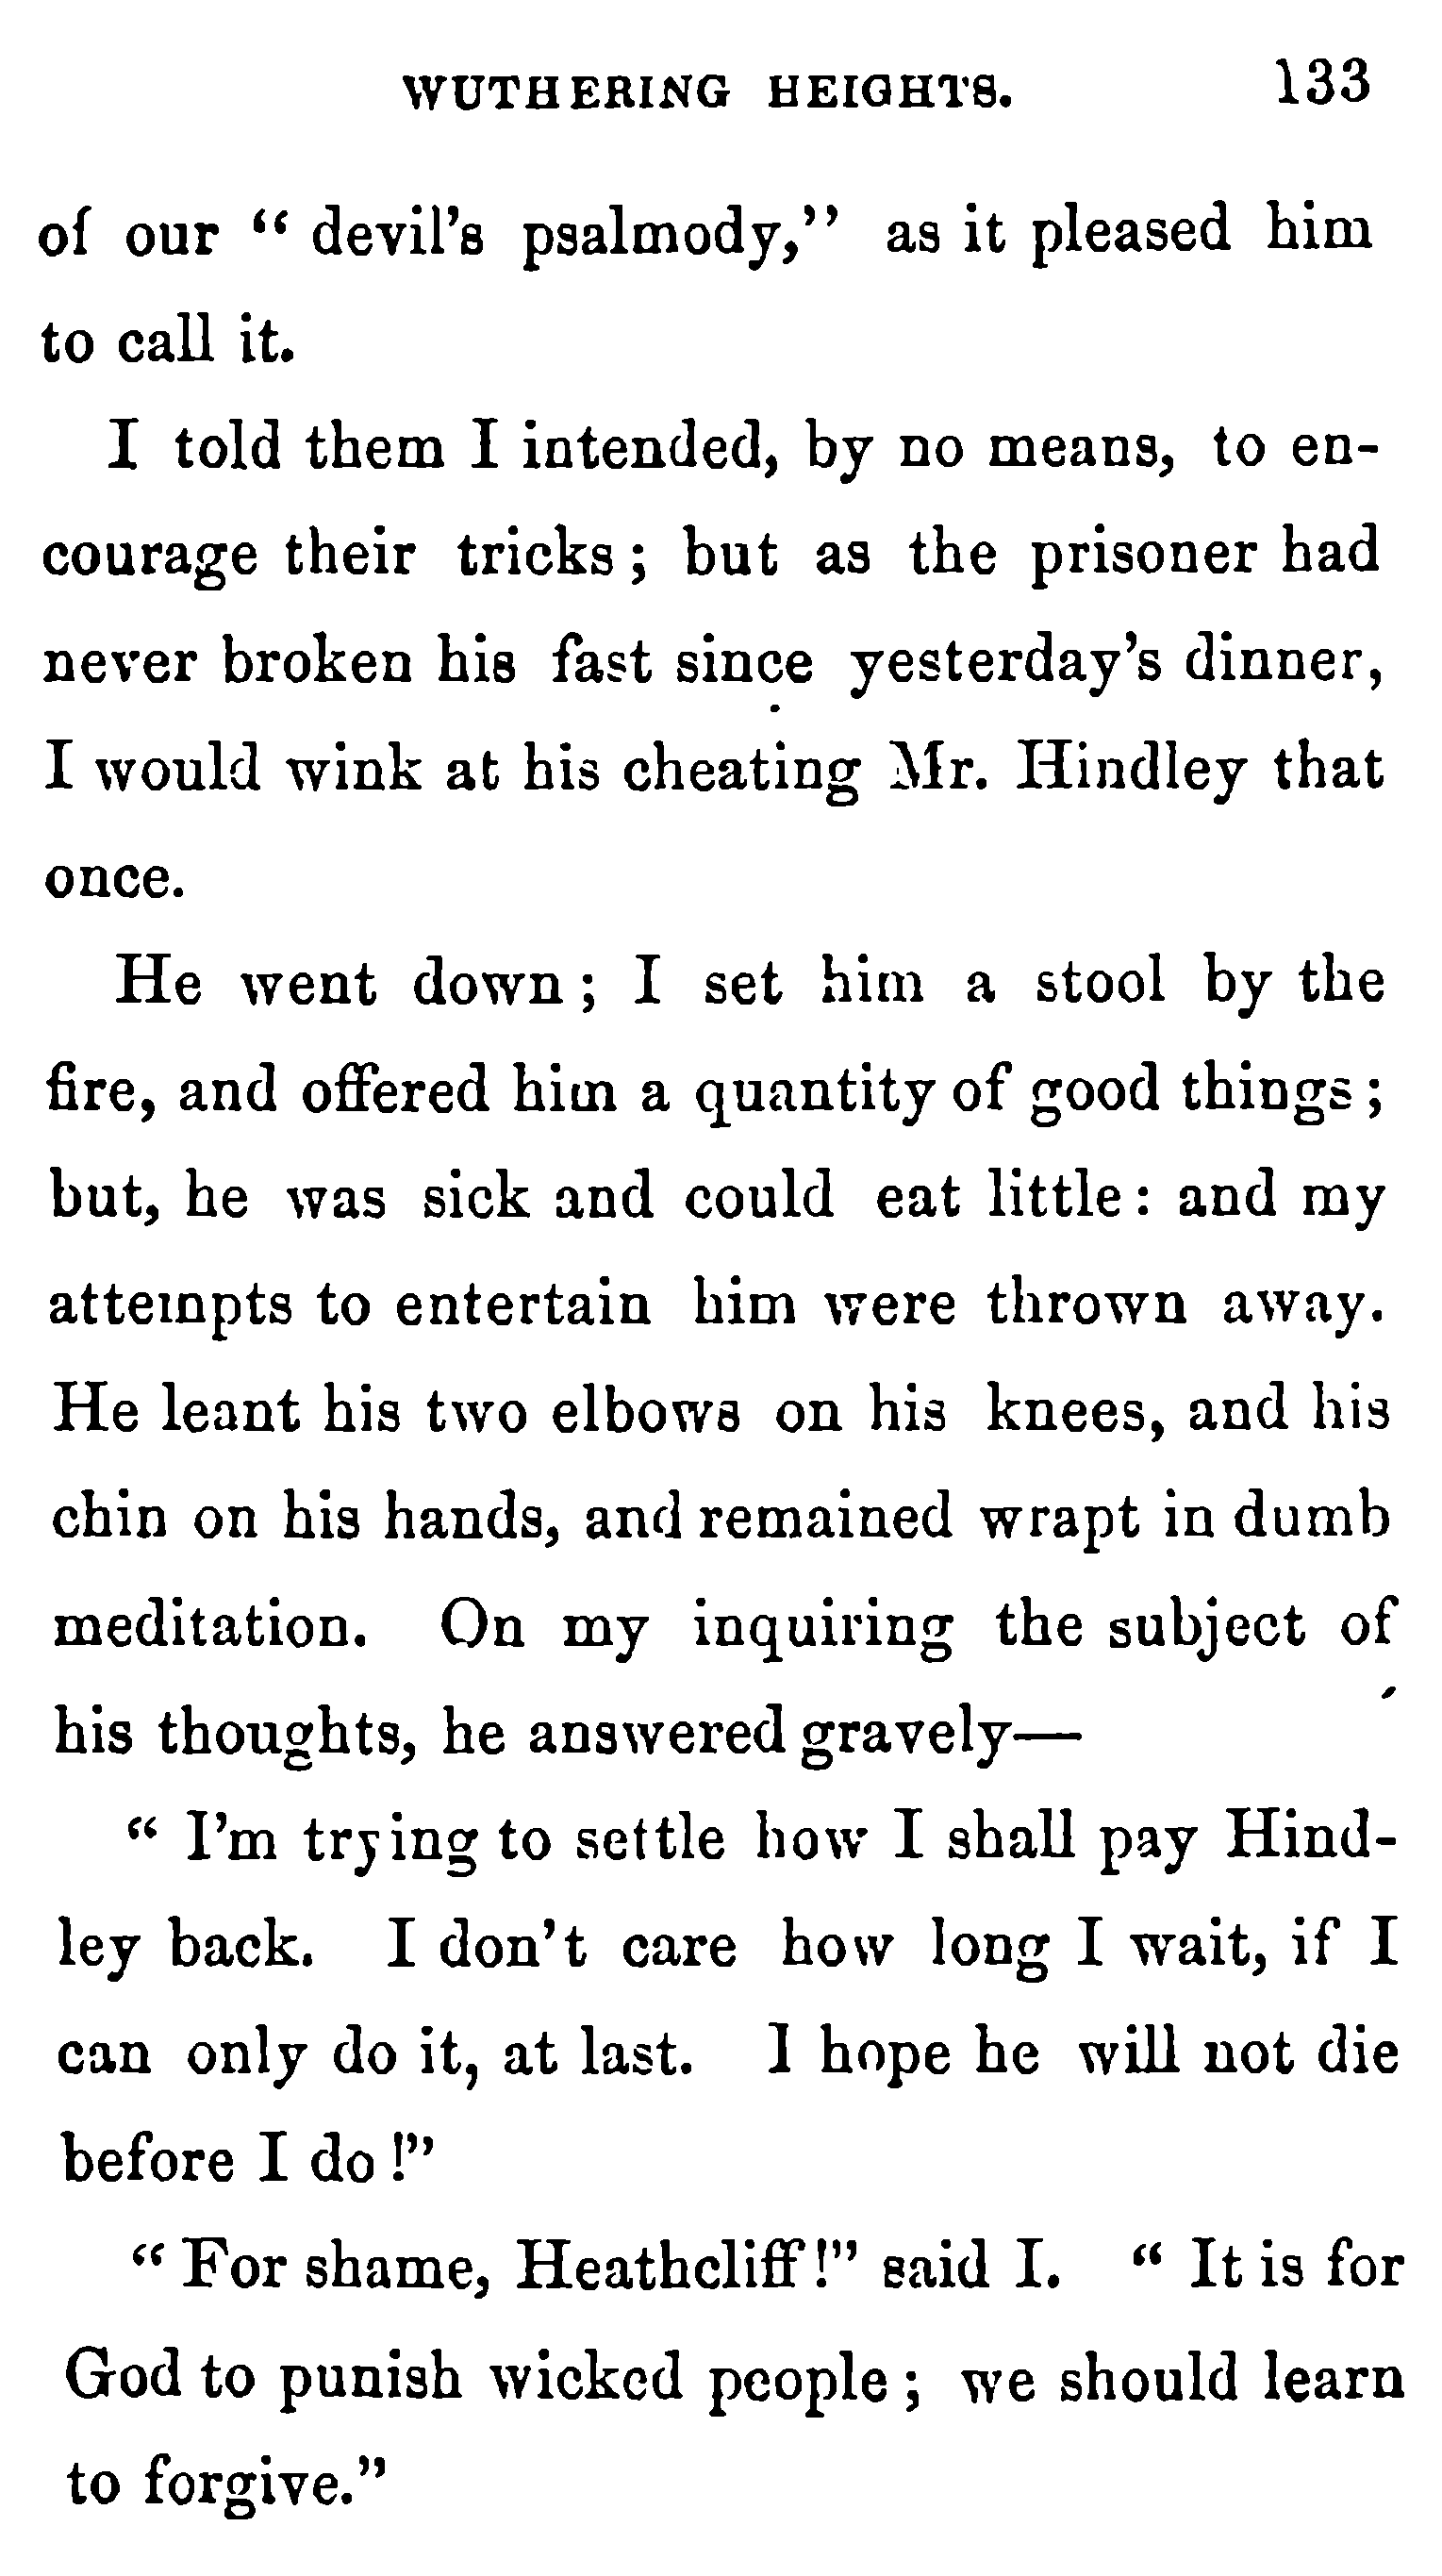 WUTHERING HEIGHTS. 133
of our “ devil’s psalmody,” as it pleased him
to call it.
I told them I intended, by no means, to en-
courage their tricks ; but as the prisoner had
never broken his fast since yesterday’s dinner,
I would wink at his cheating Mr. Hindley that
once.
He went down ; I set him a stool by the
fire, and offered him a quantity of good things ;
but, he was sick and could eat little : and my
attempts to entertain him were thrown away.
He leant his two elbows on his knees, and his
chin on his hands, and remained wrapt in dumb
meditation. On my inquiring the subject of
his thoughts, he answered gravely—
“ I’m trying to settle how I shall pay Hind-
ley back. I don’t care how long I wait, if I
can only do it, at last. I hope he will not die
before I do !”
“ For shame, Heathcliff !” said I. “ It is for
God to punish wicked people ; we should learn
to forgive.”